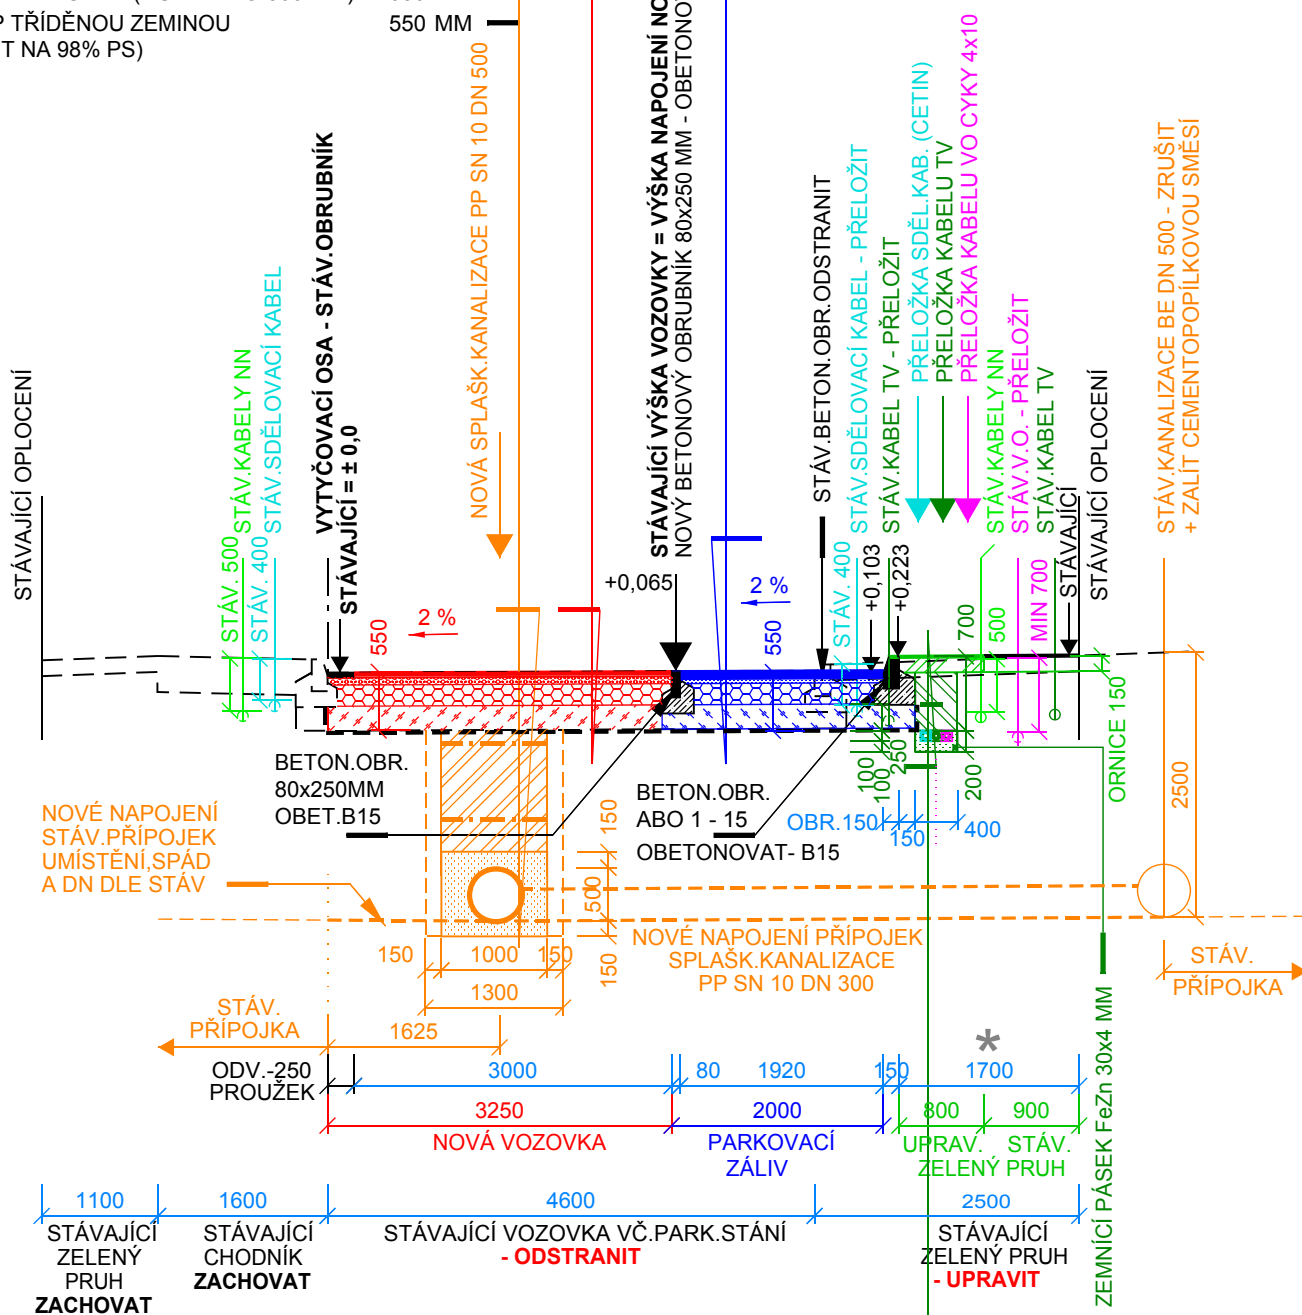 P TŘÍDĚNOU ZEMINOU
T NA 98% PS)
550 MM
NOVÁ SPLAŠK.KANALIZACE PP SN 10 DN 500
STÁVAJÍCÍ VÝŠKA VOZOVKY = VÝŠKA NAPOJENÍ NO
NOVÝ BETONOVÝ OBRUBNÍK 80x250 MM - OBETONOV
STÁVAJÍCÍ OPLOCENÍ
STÁV.KABELY NN
STÁV. 500
STÁV.SDĚLOVACÍ KABEL
STÁV. 400
VYTYČOVACÍ OSA - STÁV.OBRUBNÍK
STÁVAJÍCÍ = ± 0,0
STÁV.BETON.OBR.ODSTRANIT
STÁV.SDĚLOVACÍ KABEL - PŘELOŽIT
STÁV. 400
STÁV.KABEL TV - PŘELOŽIT
+0,103
+0,223
PŘELOŽKA SDĚL.KAB. (CETIN)
PŘELOŽKA KABELU TV
PŘELOŽKA KABELU VO CYKY 4x10
STÁV.KABELY NN
STÁV.V.O. - PŘELOŽIT
STÁV.KABEL TV
STÁVAJÍCÍ
STÁVAJÍCÍ OPLOCENÍ
STÁV.KANALIZACE BE DN 500 - ZRUŠIT
+ ZALÍT CEMENTOPOPÍLKOVOU SMĚSÍ
+0,065
2 %
2 %
550
550
700
500
MIN 700
ORNICE 150
2500
BETON.OBR.
80x250MM
OBET.B15
BETON.OBR.
ABO 1 - 15
OBETONOVAT- B15
100
100
250
200
OBR.150
150
400
NOVÉ NAPOJENÍ
STÁV.PŘÍPOJEK
UMÍSTĚNÍ,SPÁD
A DN DLE STÁV
150
500
150
NOVÉ NAPOJENÍ PŘÍPOJEK
SPLAŠK.KANALIZACE
PP SN 10 DN 300
150
1000
150
1300
STÁV.
PŘÍPOJKA
1625
STÁV.
PŘÍPOJKA
ZEMNÍCÍ PÁSEK FeZn 30x4 MM
*
ODV.-250
PROUŽEK
3000
80
1920
150
1700
3250
2000
800
900
NOVÁ VOZOVKA
PARKOVACÍ
ZÁLIV
UPRAV. STÁV.
ZELENÝ PRUH
1100
1600
4600
2500
STÁVAJÍCÍ
ZELENÝ
PRUH
ZACHOVAT
STÁVAJÍCÍ
CHODNÍK
ZACHOVAT
STÁVAJÍCÍ VOZOVKA VČ.PARK.STÁNÍ
- ODSTRANIT
STÁVAJÍCÍ
ZELENÝ PRUH
- UPRAVIT